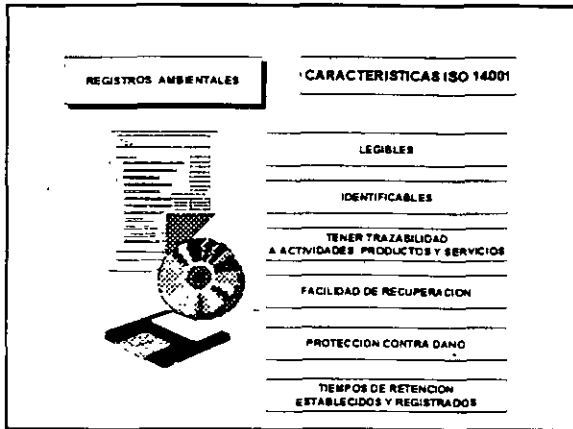 REGISTROS AMBIENTALES
CARACTERISTICAS ISO 14001
LEGIBLES
IDENTIFICABLES
TENER TRAZABILIDAD
A ACTIVIDADES PRODUCTOS Y SERVICIOS
FACILIDAD DE RECUPERACION
PROTECCION CONTRA DANO
TIEMPOS DE RETENCION
ESTABLECIDOS Y REGISTRADOS